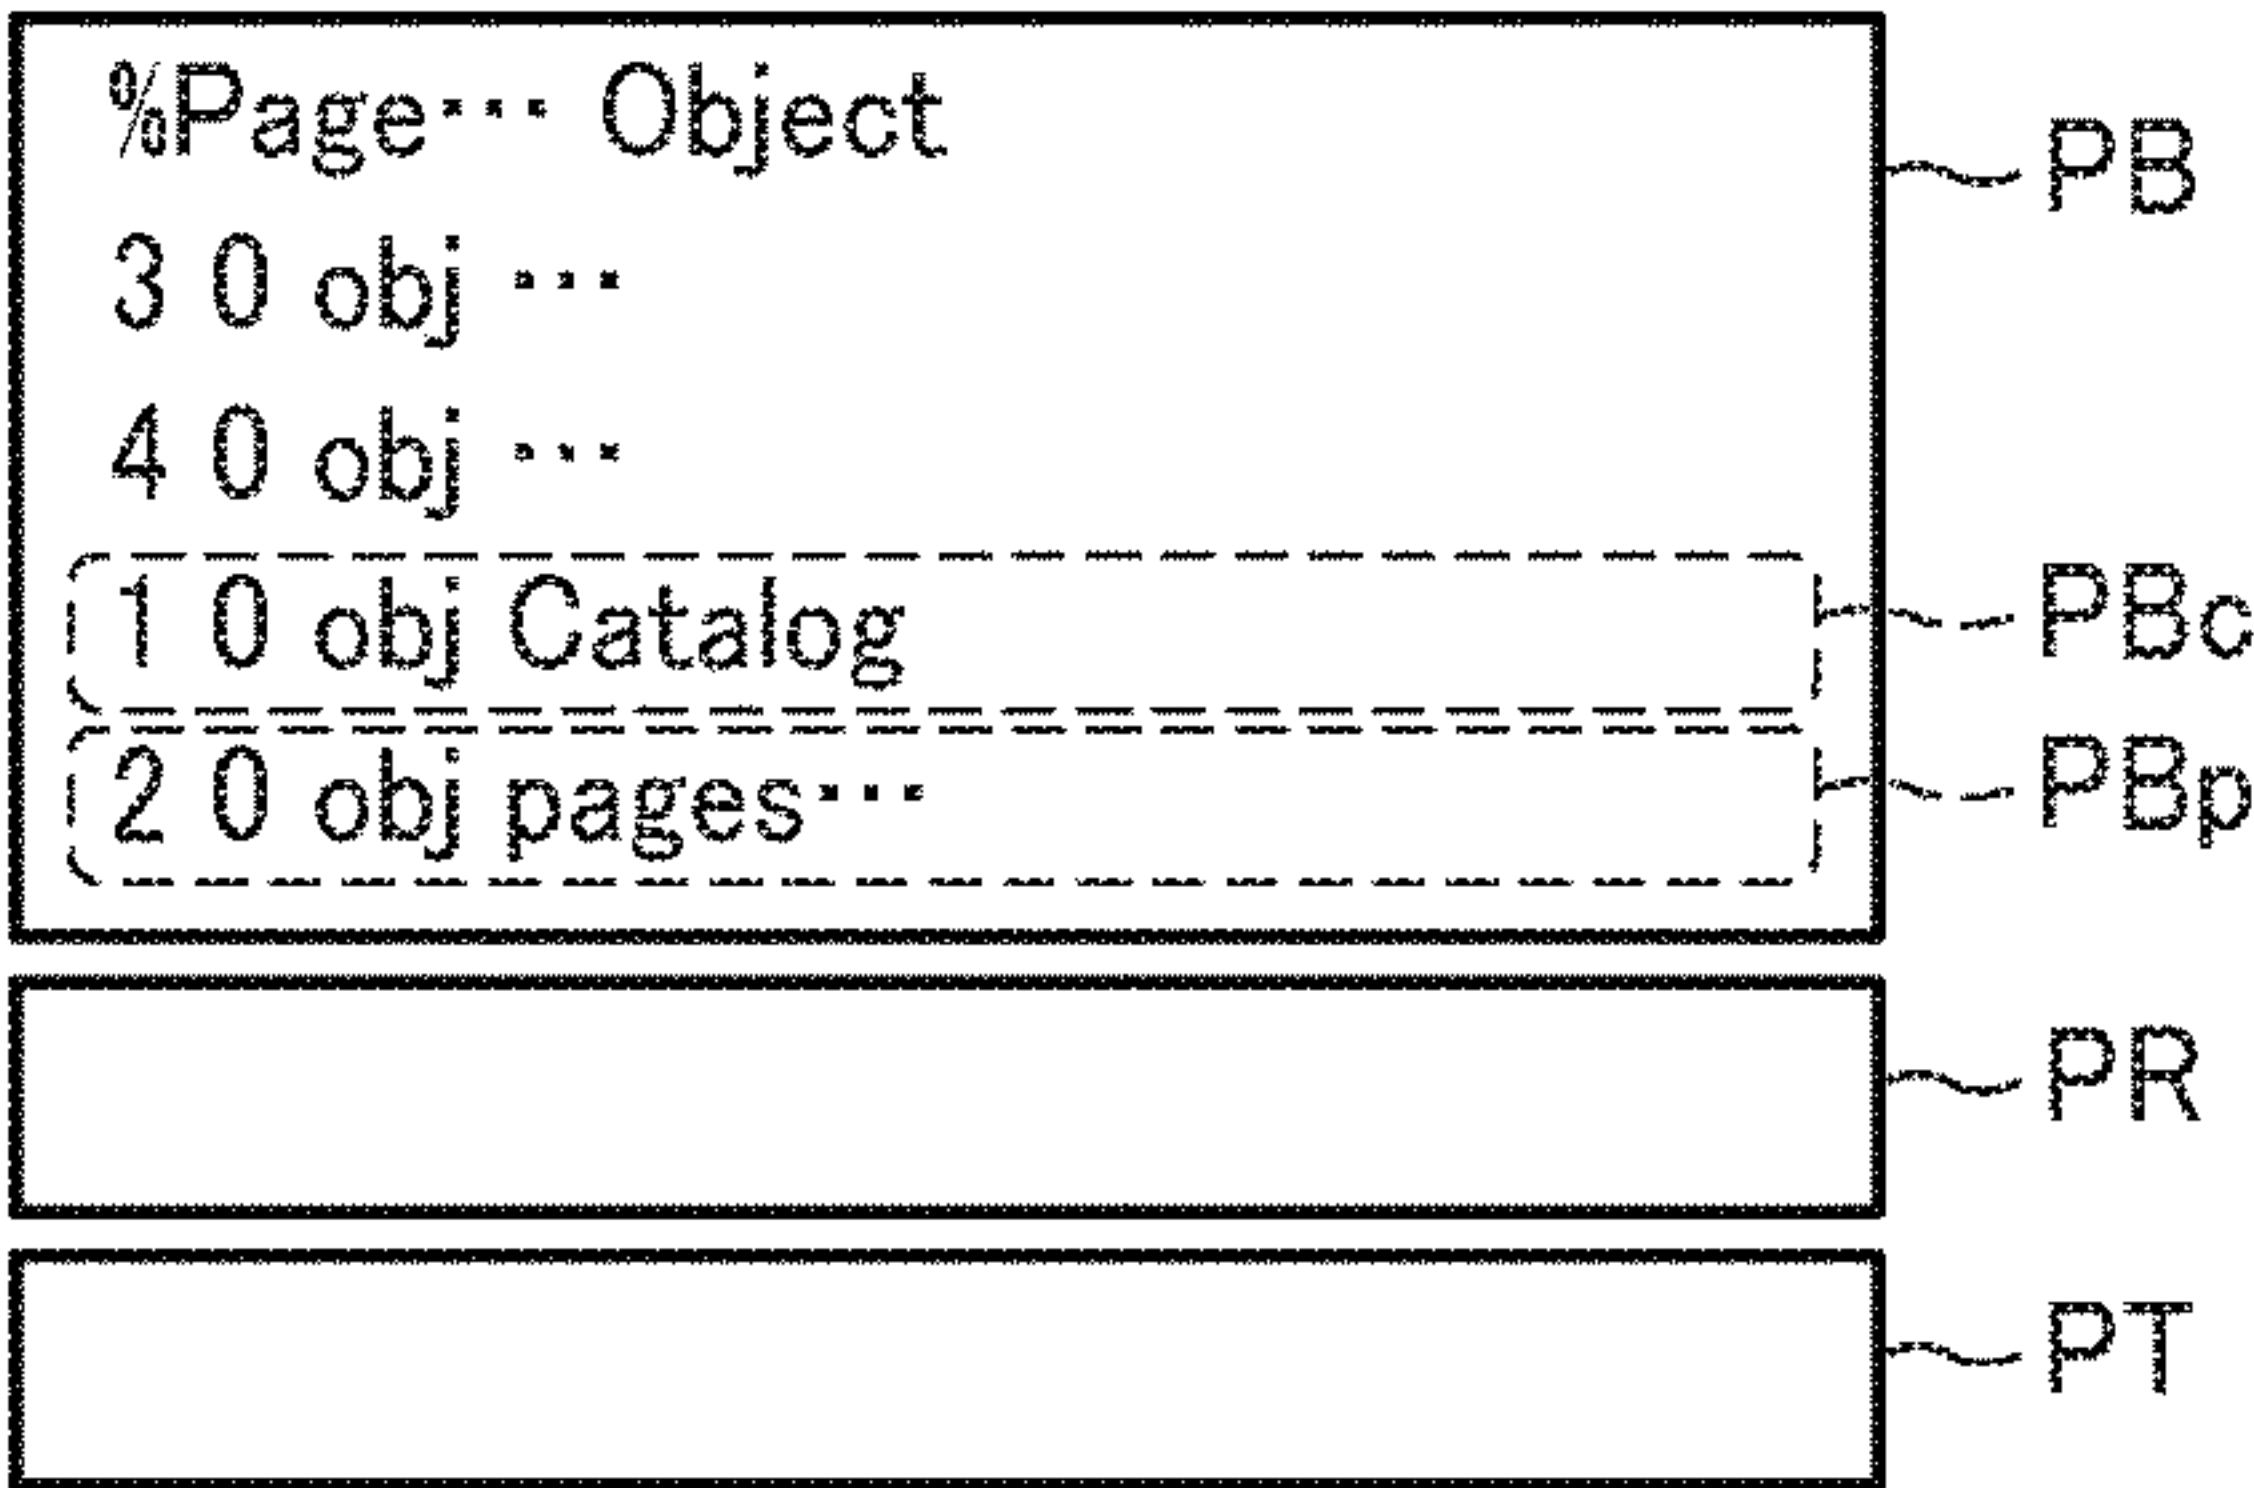 %Page··· Object
PB
3 0 obj ···
4 0 obj ···
1 0 obj Catalog
PBc
2 0 obj pages···
PBp
PR
PT